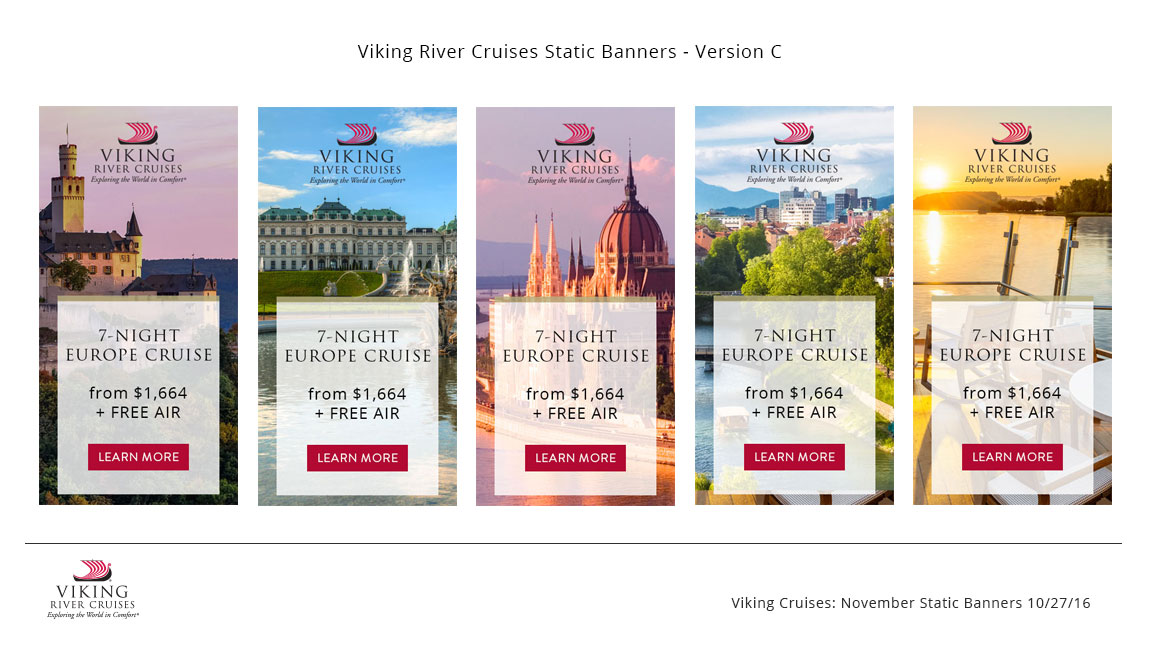 Viking River Cruises Static Banners - Version C
VIKING
RIVER CRUISES
Exploring the World in Comfort®
7-NIGHT
EUROPE CRUISE
from $1,664
+ FREE AIR
LEARN MORE
VIKING
RIVER CRUISES
Exploring the World in Comfort®
7-NIGHT
EUROPE CRUISE
from $1,664
+ FREE AIR
LEARN MORE
VIKING
RIVER CRUISES
Exploring the World in Comfort®
7-NIGHT
EUROPE CRUISE
from $1,664
+ FREE AIR
LEARN MORE
VIKING
RIVER CRUISES
Exploring the World in Comfort®
7-NIGHT
EUROPE CRUISE
from $1,664
+ FREE AIR
LEARN MORE
VIKING
RIVER CRUISES
Exploring the World in Comfort®
7-NIGHT
EUROPE CRUISE
from $1,664
+ FREE AIR
LEARN MORE
VIKING
RIVER CRUISES
Exploring the World in Comfort®
Viking Cruises: November Static Banners 10/27/16